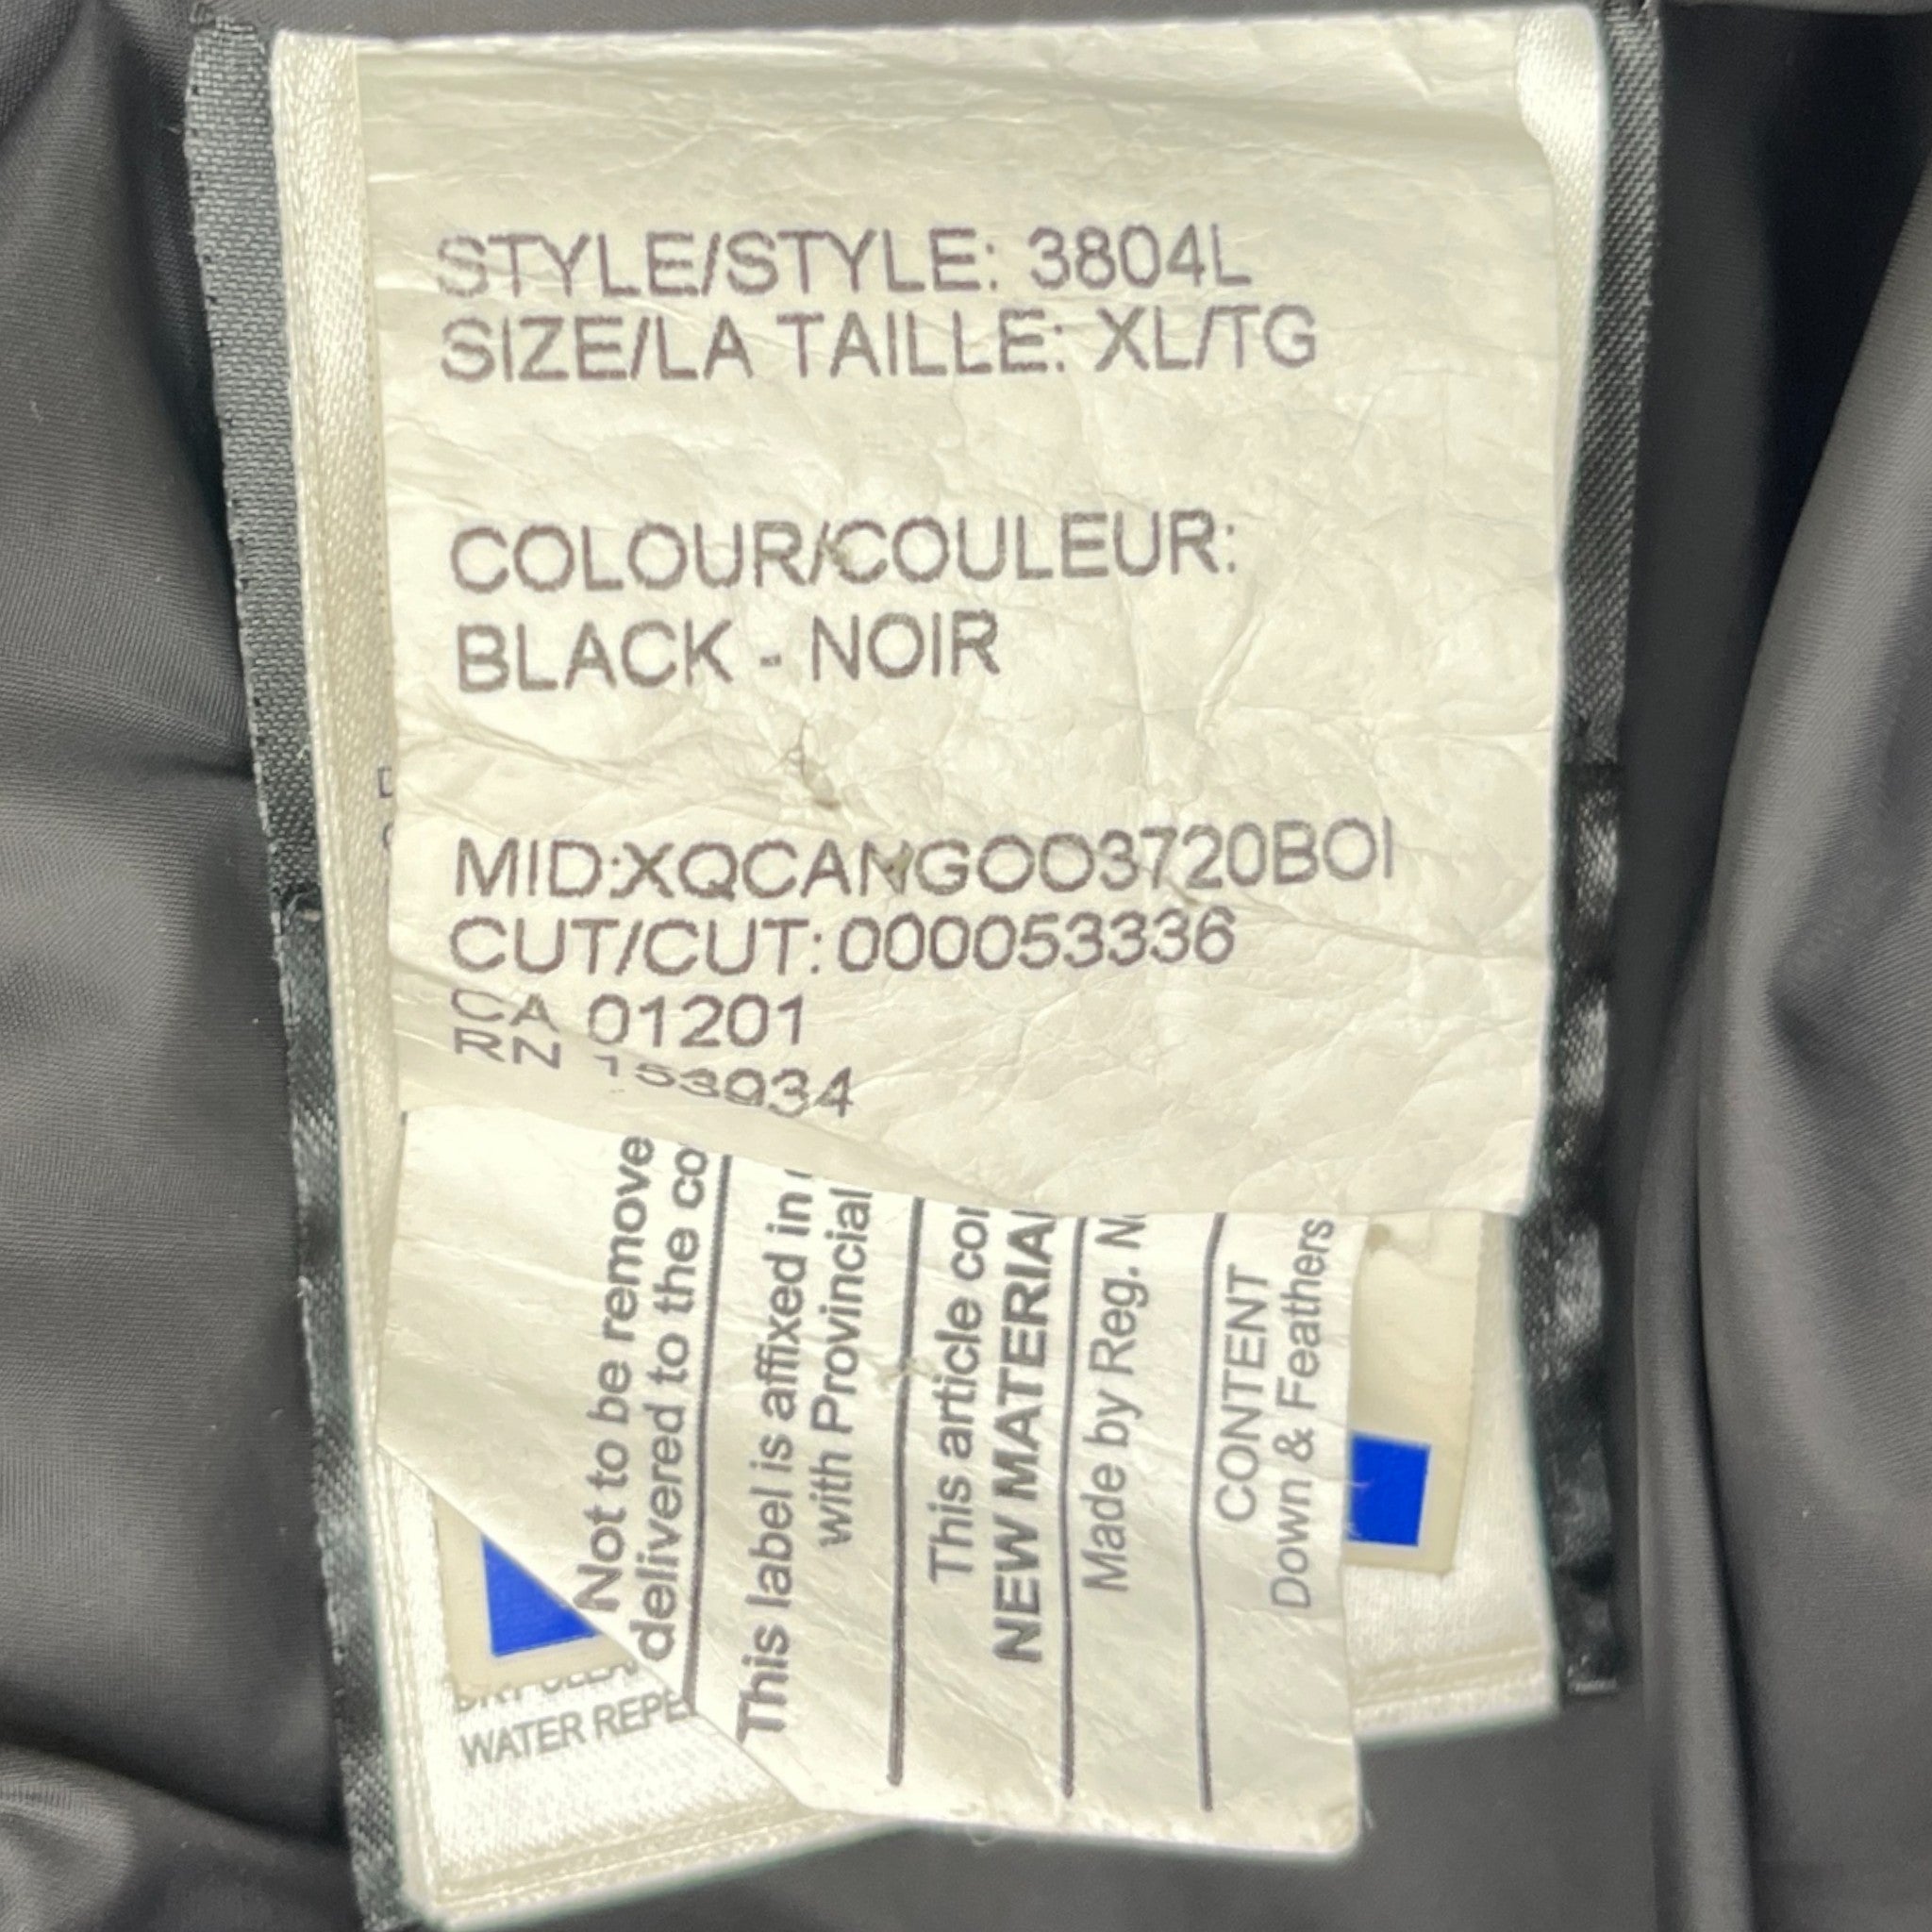 STYLE/STYLE: 3804L
SIZE/LA TAILLE: XL/TG
COLOUR/COULEUR:
BLACK - NOIR
MID:XQCANGOO3720BOI
CUT/CUT: 000053336
CA 01201
RN 153934
Not to be remove
delivered to the co
This label is affixed in
with Provincial
This article
NEW MATERIA
Made by Reg.
CONTENT
Down & Feathers
WATER REPE